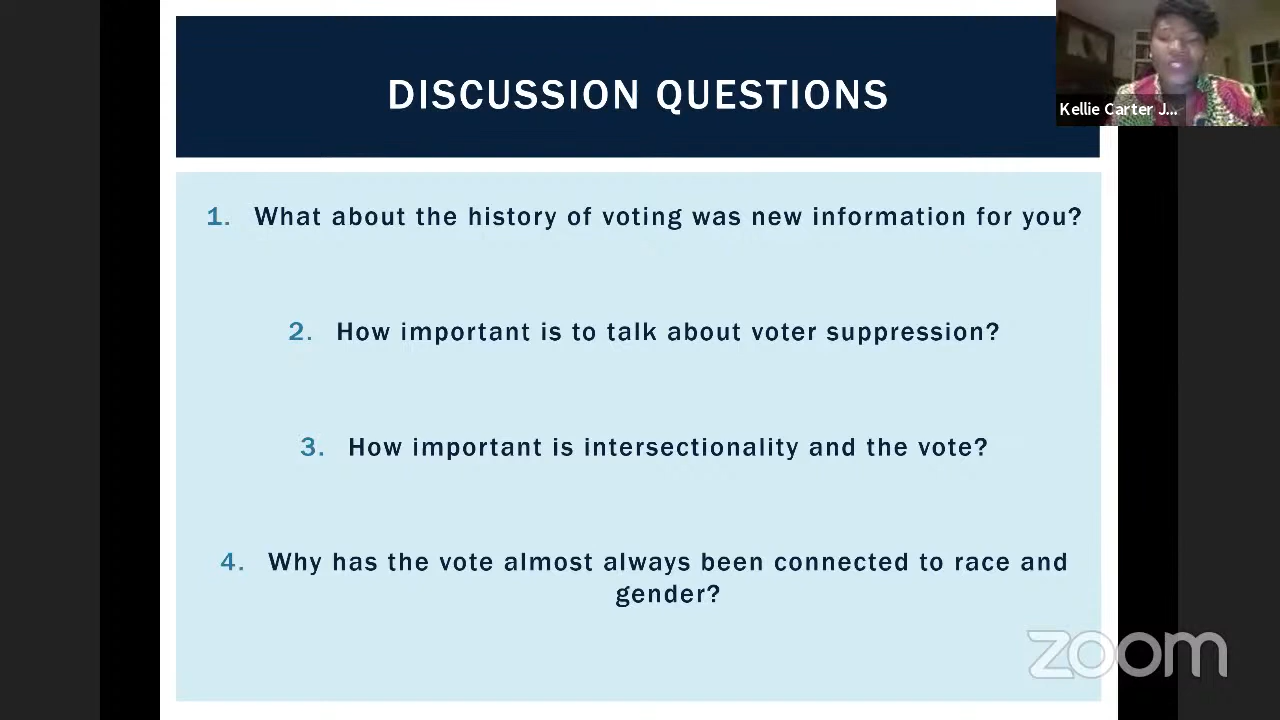 DISCUSSION QUESTIONS
Kellie Carter J...
1. What about the history of voting was new information for you?
2. How important is to talk about voter suppression?
3. How important is intersectionality and the vote?
4. Why has the vote almost always been connected to race and
gender?
zoom